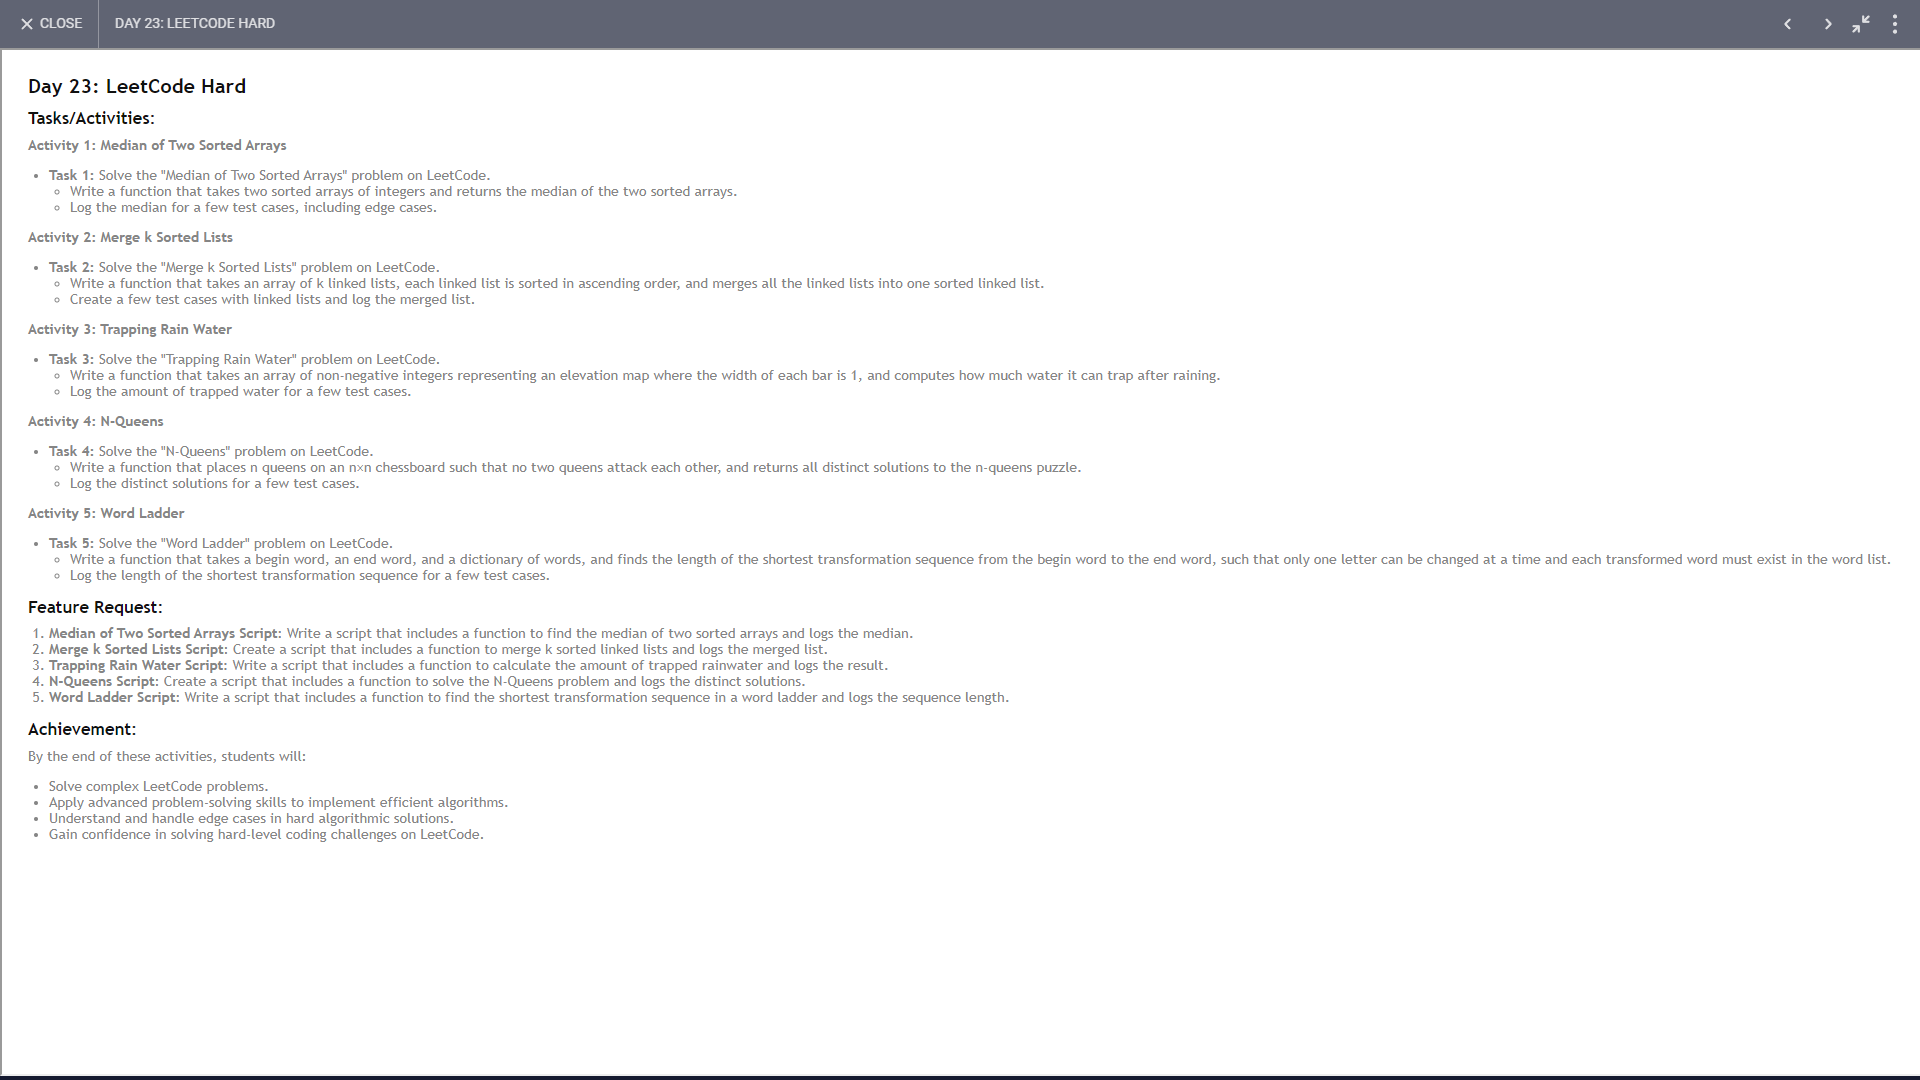 CLOSE
DAY 23: LEETCODE HARD
Day 23: LeetCode Hard
Tasks/Activities:
Activity 1: Median of Two Sorted Arrays
Task 1: Solve the "Median of Two Sorted Arrays" problem on LeetCode.
Write a function that takes two sorted arrays of integers and returns the median of the two sorted arrays.
Log the median for a few test cases, including edge cases.
Activity 2: Merge k Sorted Lists
Task 2: Solve the "Merge k Sorted Lists" problem on LeetCode.
Write a function that takes an array of k linked lists, each linked list is sorted in ascending order, and merges all the linked lists into one sorted linked list.
Create a few test cases with linked lists and log the merged list.
Activity 3: Trapping Rain Water
Task 3: Solve the "Trapping Rain Water" problem on LeetCode.
Write a function that takes an array of non-negative integers representing an elevation map where the width of each bar is 1, and computes how much water it can trap after raining.
Log the amount of trapped water for a few test cases.
Activity 4: N-Queens
Task 4: Solve the "N-Queens" problem on LeetCode.
Write a function that places n queens on an n×n chessboard such that no two queens attack each other, and returns all distinct solutions to the n-queens puzzle.
Log the distinct solutions for a few test cases.
Activity 5: Word Ladder
Task 5: Solve the "Word Ladder" problem on LeetCode.
Write a function that takes a begin word, an end word, and a dictionary of words, and finds the length of the shortest transformation sequence from the begin word to the end word, such that only one letter can be changed at a time and each transformed word must exist in the word list.
Log the length of the shortest transformation sequence for a few test cases.
Feature Request:
1. Median of Two Sorted Arrays Script: Write a script that includes a function to find the median of two sorted arrays and logs the median.
2. Merge k Sorted Lists Script: Create a script that includes a function to merge k sorted linked lists and logs the merged list.
3. Trapping Rain Water Script: Write a script that includes a function to calculate the amount of trapped rainwater and logs the result.
4. N-Queens Script: Create a script that includes a function to solve the N-Queens problem and logs the distinct solutions.
5. Word Ladder Script: Write a script that includes a function to find the shortest transformation sequence in a word ladder and logs the sequence length.
Achievement:
By the end of these activities, students will:
Solve complex LeetCode problems.
Apply advanced problem-solving skills to implement efficient algorithms.
Understand and handle edge cases in hard algorithmic solutions.
Gain confidence in solving hard-level coding challenges on LeetCode.